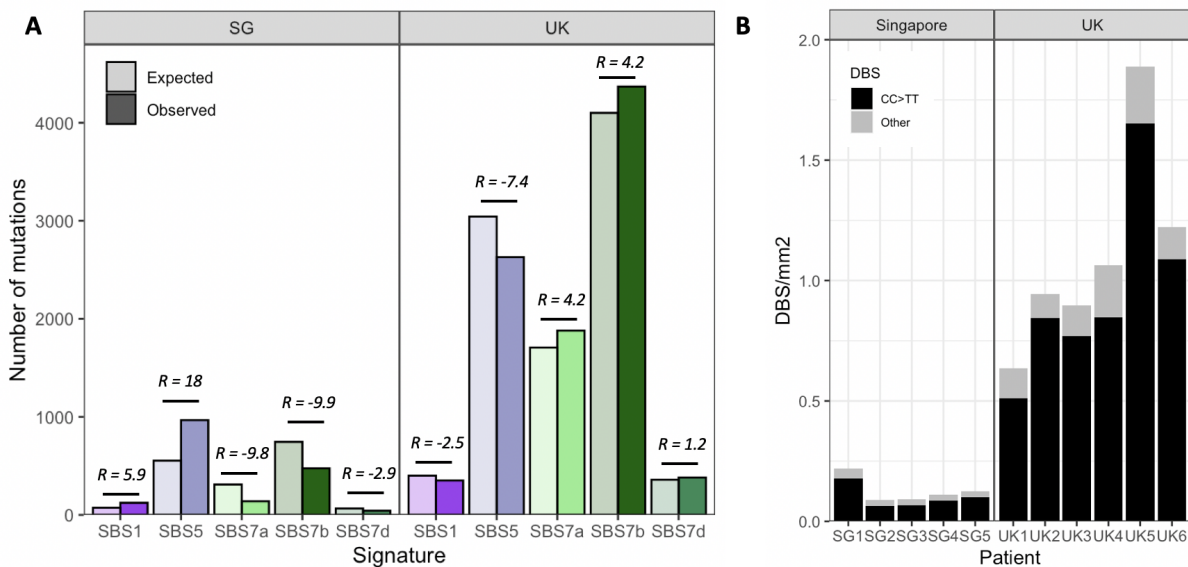 A
SG
UK
Expected
Observed
Number of mutations
4000
3000
2000
1000
0
R = 5.9
R = 18
R = -9.8
R = -9.9
R = -2.9
R = -2.5
R = -7.4
R = 4.2
R = 4.2
R = 1.2
SBS1
SBS5
SBS7a
SBS7b
SBS7d
SBS1
SBS5
SBS7a
SBS7b
SBS7d
Signature
B
Singapore
UK
DBS
CC>TT
Other
DBS/mm2
2.0
1.5
1.0
0.5
0.0
SG1
SG2
SG3
SG4
SG5
UK1
UK2
UK3
UK4
UK5
UK6
Patient